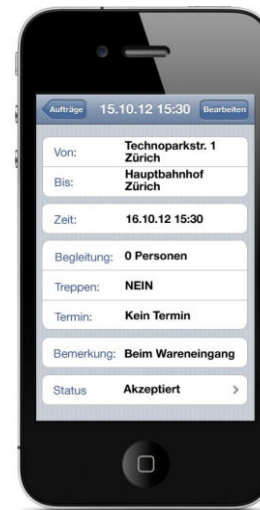 Aufträge 15.10.12 15:30 Bearbeiten
Von: Technoparkstr. 1
Zürich
Bis: Hauptbahnhof
Zürich
Zeit: 16.10.12 15:30
Begleitung: 0 Personen
Treppen: NEIN
Termin: Kein Termin
Bemerkung: Beim Wareneingang
Status Akzeptiert